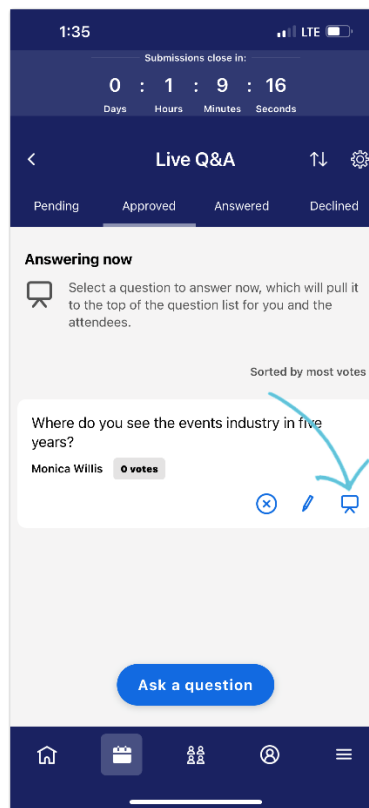 1:35 LTE
Submissions close in:
0 : 1 : 9 : 16
Days Hours Minutes Seconds
Live Q&A
Pending Approved Answered Declined
Answering now
Select a question to answer now, which will pull it
to the top of the question list for you and the
attendees.
Sorted by most votes
Where do you see the events industry in five
years?
Monica Willis 0 votes
Ask a question